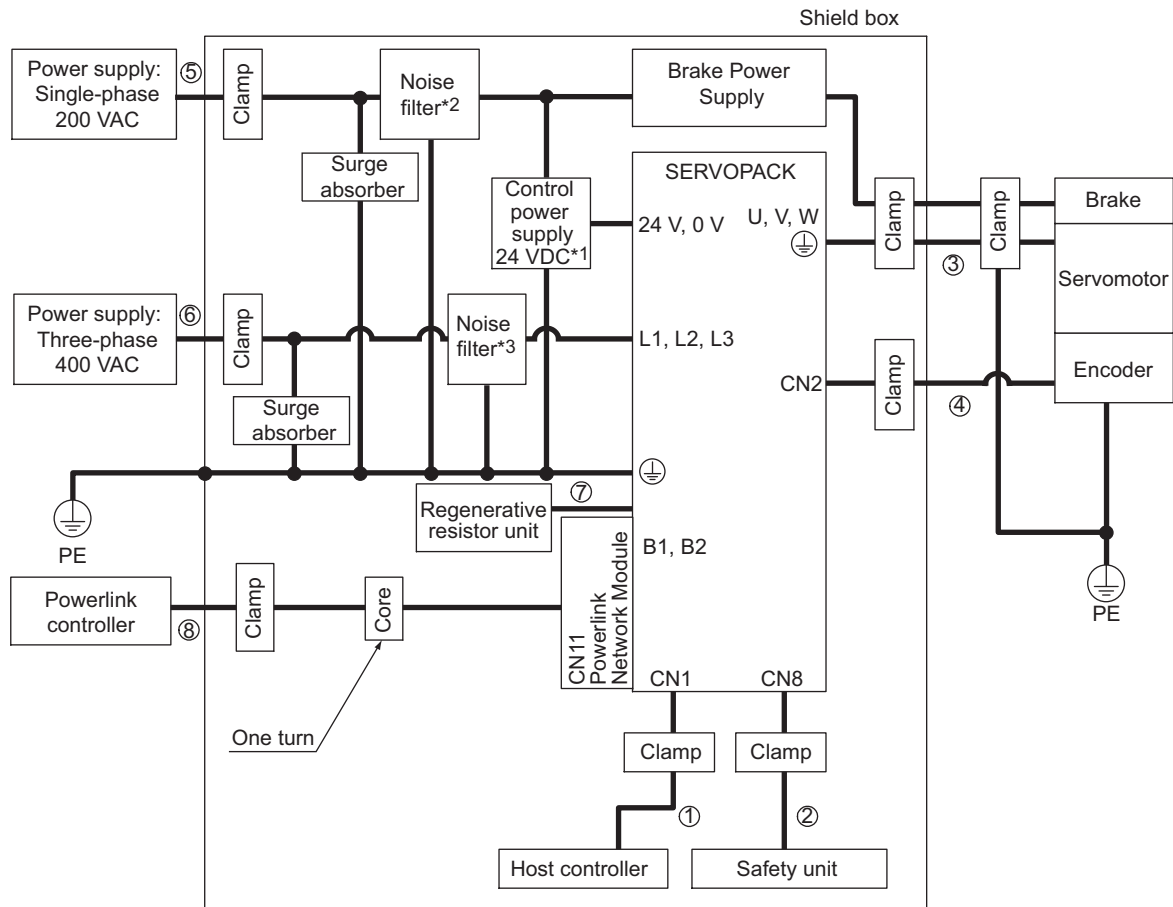 Shield box
Power supply:
Single-phase
200 VAC
⑤
Clamp
Noise
filter*2
Brake Power
Supply
Surge
absorber
Control
power
supply
24 VDC*1
SERVOPACK
24 V, 0 V
U, V, W
Clamp
Clamp
③
Brake
Servomotor
Encoder
Power supply:
Three-phase
400 VAC
⑥
Clamp
Noise
filter*3
L1, L2, L3
CN2
Clamp
④
Surge
absorber
PE
Regenerative
resistor unit
⑦
B1, B2
PE
Powerlink
controller
⑧
Clamp
Core
CN11
Powerlink
Network Module
One turn
CN1
CN8
Clamp
Clamp
①
②
Host controller
Safety unit